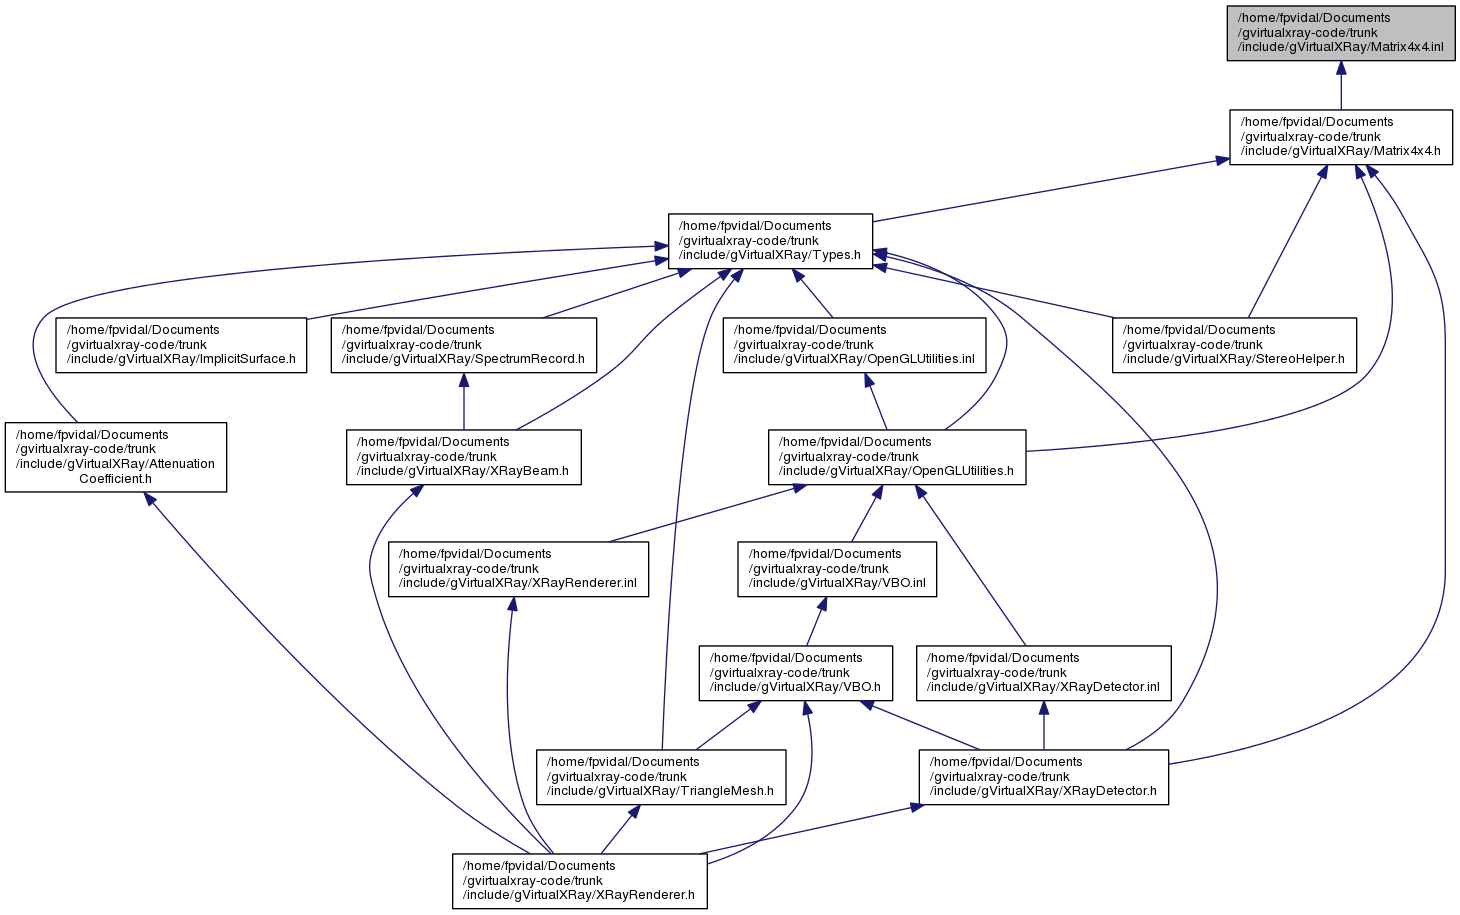 /home/fpvidal/Documents
/gvirtualxray-code/trunk
/include/gVirtualXRay/Matrix4x4.inl
/home/fpvidal/Documents
/gvirtualxray-code/trunk
/include/gVirtualXRay/Matrix4x4.h
/home/fpvidal/Documents
/gvirtualxray-code/trunk
/include/gVirtualXRay/Types.h
/home/fpvidal/Documents
/gvirtualxray-code/trunk
/include/gVirtualXRay/ImplicitSurface.h
/home/fpvidal/Documents
/gvirtualxray-code/trunk
/include/gVirtualXRay/SpectrumRecord.h
/home/fpvidal/Documents
/gvirtualxray-code/trunk
/include/gVirtualXRay/OpenGLUtilities.inl
/home/fpvidal/Documents
/gvirtualxray-code/trunk
/include/gVirtualXRay/StereoHelper.h
/home/fpvidal/Documents
/gvirtualxray-code/trunk
/include/gVirtualXRay/Attenuation
Coefficient.h
/home/fpvidal/Documents
/gvirtualxray-code/trunk
/include/gVirtualXRay/XRayBeam.h
/home/fpvidal/Documents
/gvirtualxray-code/trunk
/include/gVirtualXRay/OpenGLUtilities.h
/home/fpvidal/Documents
/gvirtualxray-code/trunk
/include/gVirtualXRay/XRayRenderer.inl
/home/fpvidal/Documents
/gvirtualxray-code/trunk
/include/gVirtualXRay/VBO.inl
/home/fpvidal/Documents
/gvirtualxray-code/trunk
/include/gVirtualXRay/VBO.h
/home/fpvidal/Documents
/gvirtualxray-code/trunk
/include/gVirtualXRay/XRayDetector.inl
/home/fpvidal/Documents
/gvirtualxray-code/trunk
/include/gVirtualXRay/TriangleMesh.h
/home/fpvidal/Documents
/gvirtualxray-code/trunk
/include/gVirtualXRay/XRayDetector.h
/home/fpvidal/Documents
/gvirtualxray-code/trunk
/include/gVirtualXRay/XRayRenderer.h